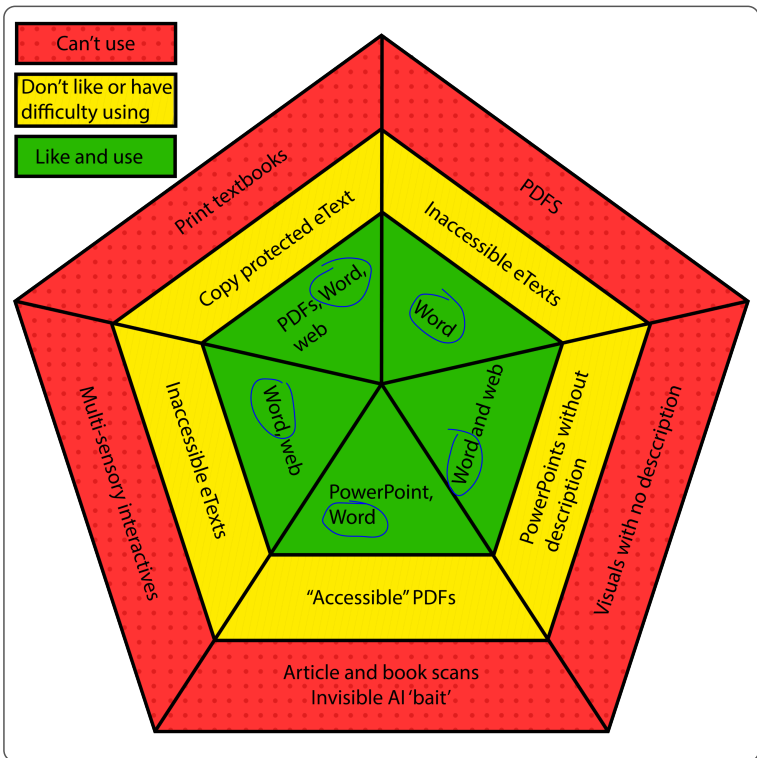 Can't use
Don't like or have
difficulty using
Like and use
Print textbooks
PDFS
Copy protected eText
Inaccessible eTexts
PDFs, Word,
web
Word
Multi-sensory interactives
Inaccessible eTexts
Word, web
Word and web
PowerPoints without
description
Visuals with no desccription
PowerPoint,
Word
“Accessible” PDFs
Article and book scans
Invisible AI ‘bait’